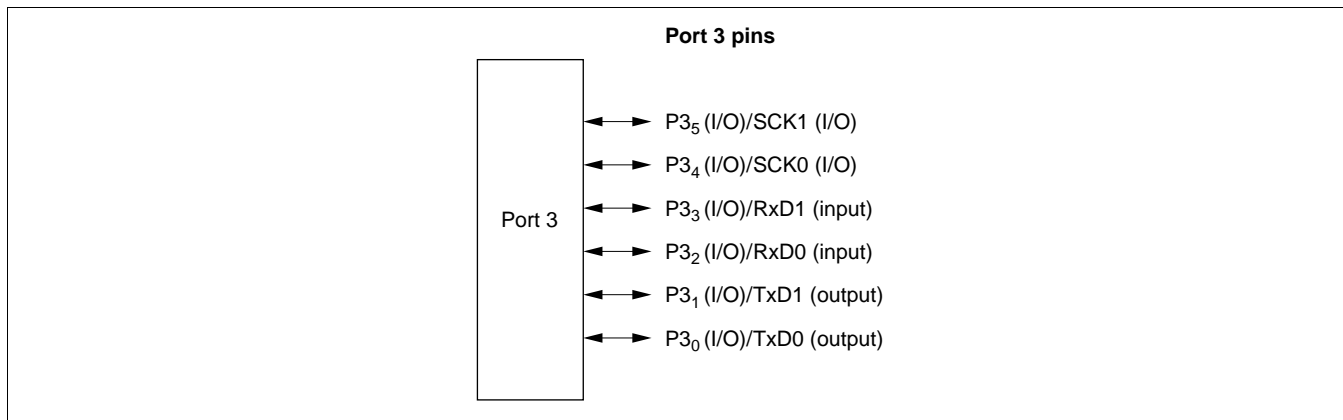 Port 3 pins
P3₅ (I/O)/SCK1 (I/O)
P3₄ (I/O)/SCK0 (I/O)
P3₃ (I/O)/RxD1 (input)
Port 3
P3₂ (I/O)/RxD0 (input)
P3₁ (I/O)/TxD1 (output)
P3₀ (I/O)/TxD0 (output)